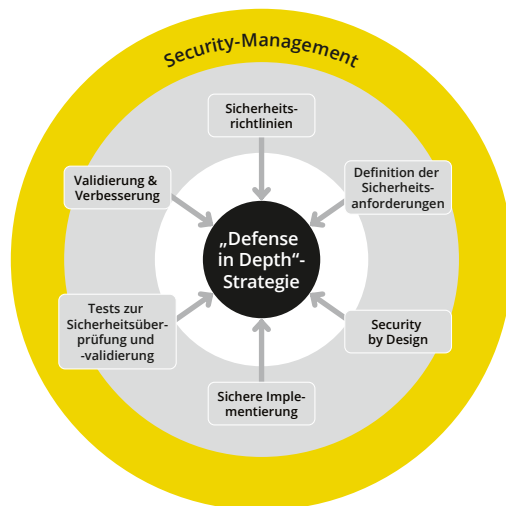 Security-Management
Sicherheits-
richtlinien
Definition der
Sicherheits-
anforderungen
Validierung &
Verbesserung
„Defense
in Depth“-
Strategie
Tests zur
Sicherheitsüber-
prüfung und
-validierung
Security
by Design
Sichere Imple-
mentierung